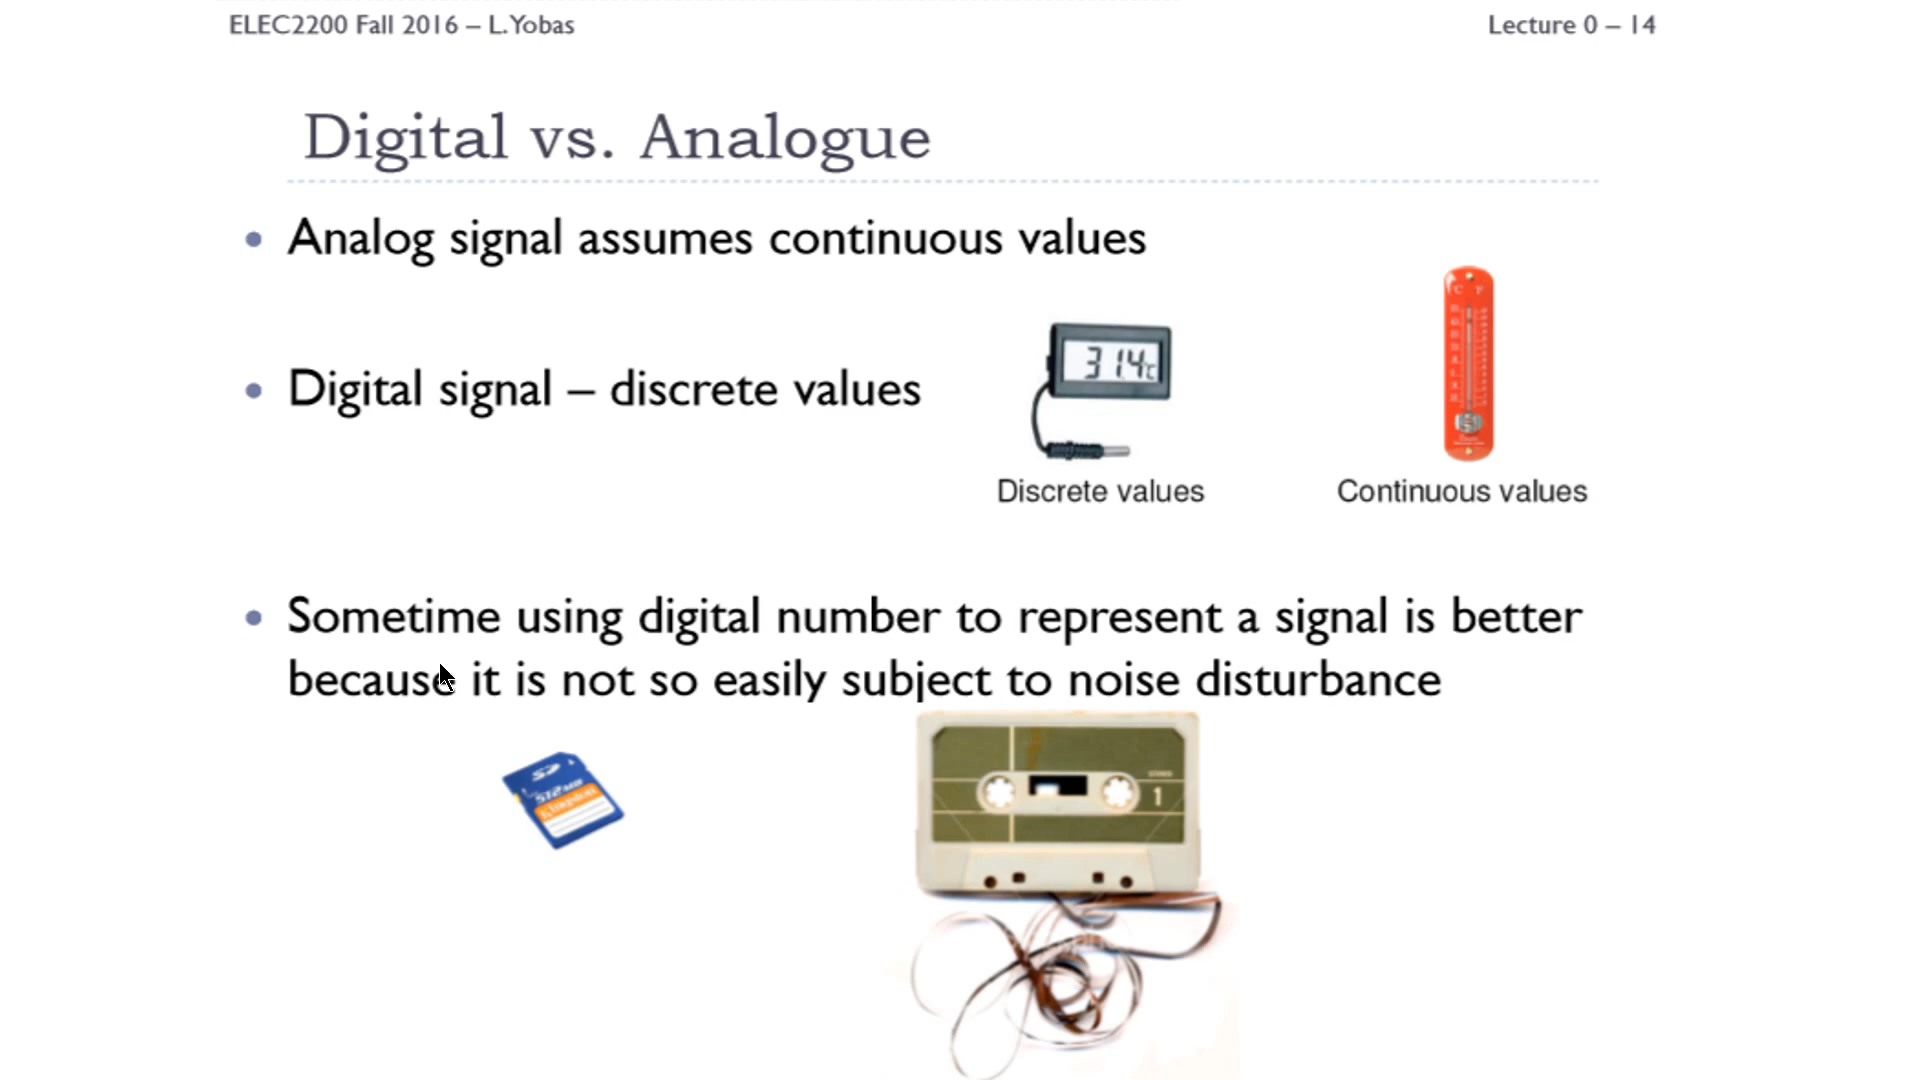 ELEC2200 Fall 2016 – L.Yobas
Lecture 0 – 14
Digital vs. Analogue
• Analog signal assumes continuous values
• Digital signal – discrete values
31.4°C
C F
Discrete values
Continuous values
• Sometime using digital number to represent a signal is better
because it is not so easily subject to noise disturbance
SD
512MB
Kingston
1